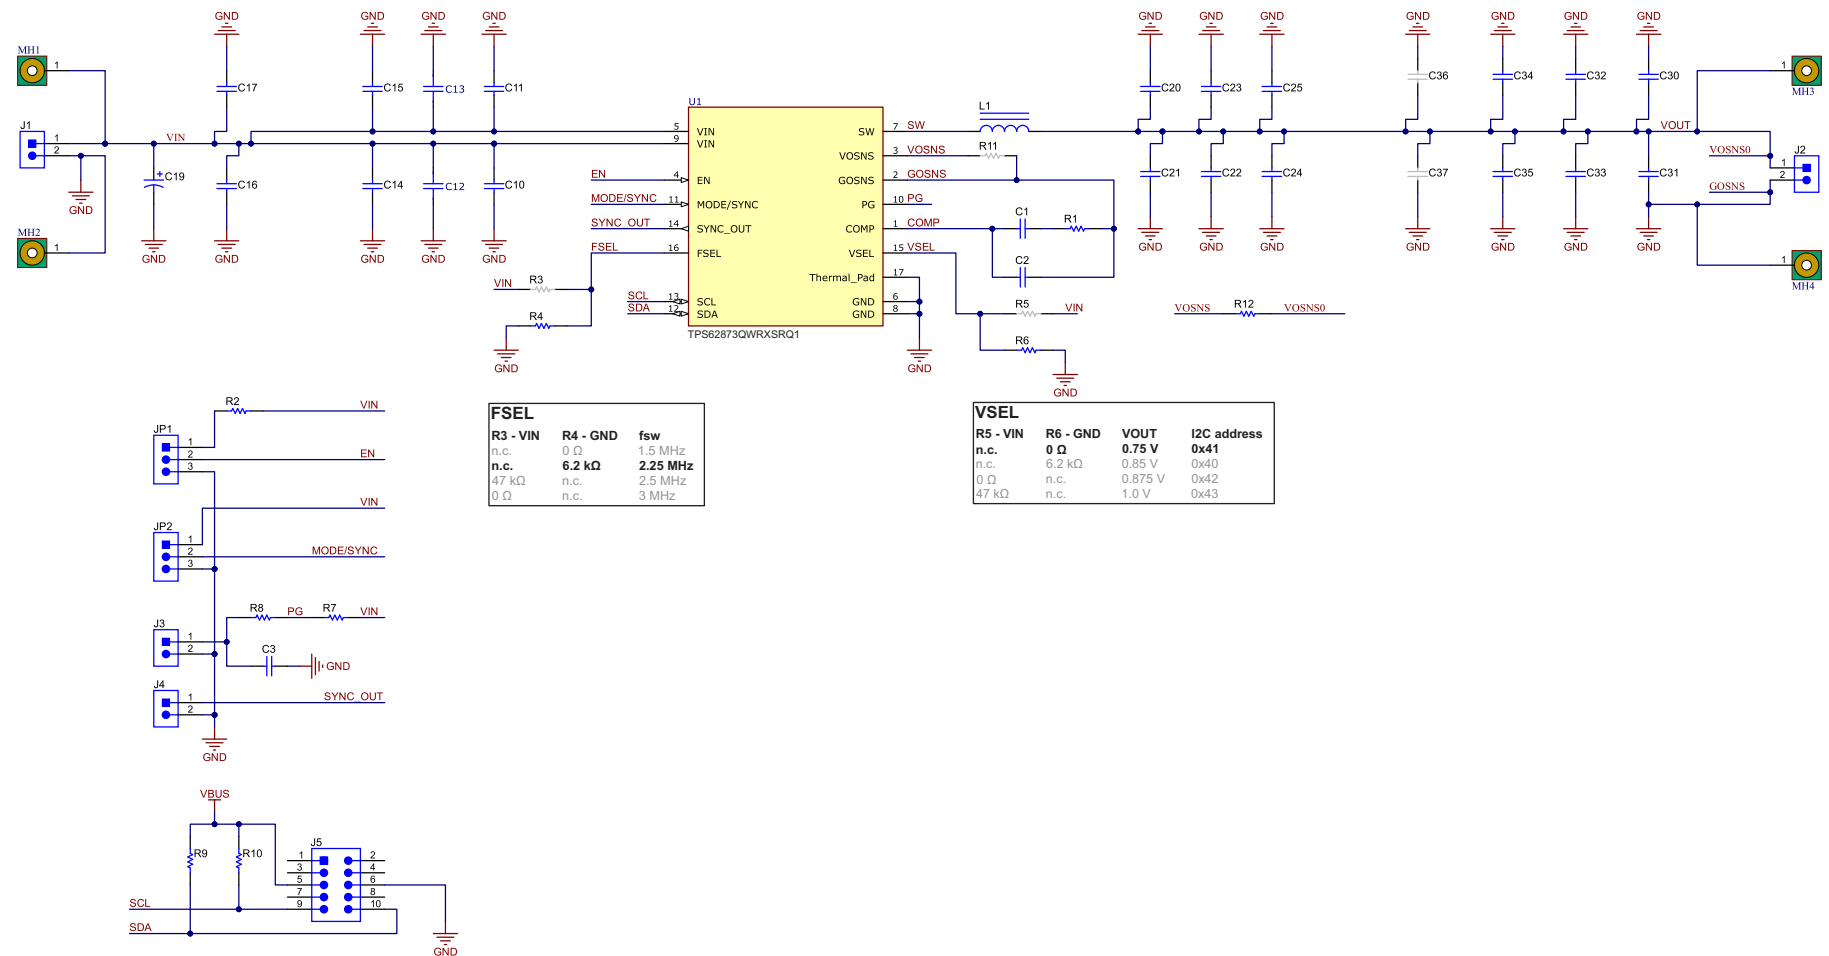 GND GND GND GND GND GND GND GND GND GND GND
MH1 1
C17 C15 C13 C11
C20 C23 C25 C36 C34 C32 C30
1 MH3
U1
L1
J1 1 2
VIN
5 VIN
9 VIN
SW 7 SW
VOUT
VOSNS 3 VOSNS
R11
VOSNS0
J2 1 2
C19 +
C16 C14 C12 C10
EN 4 EN
GOSNS 2 GOSNS
C21 C22 C24 C37 C35 C33 C31
GOSNS
GND
MODE/SYNC 11 MODE/SYNC
PG 10 PG
SYNC_OUT 14 SYNC_OUT
COMP 1 COMP
C1 R1
MH2 1
GND GND GND GND GND
GND GND GND GND GND GND GND
FSEL 16 FSEL
VSEL 15 VSEL
C2
1 MH4
Thermal_Pad 17
VIN R3
SCL 13 SCL
GND 6
SDA 12 SDA
GND 8
R5 VIN
VOSNS R12 VOSNS0
R4
TPS62873QWRXSRQ1
R6
GND GND
GND
R2 VIN
JP1 1
2 EN
3
FSEL
R3 - VIN R4 - GND fsw
n.c. 0 Ω 1.5 MHz
n.c. 6.2 kΩ 2.25 MHz
47 kΩ n.c. 2.5 MHz
0 Ω n.c. 3 MHz
VSEL
R5 - VIN R6 - GND VOUT I2C address
n.c. 0 Ω 0.75 V 0x41
n.c. 6.2 kΩ 0.85 V 0x40
0 Ω n.c. 0.875 V 0x42
47 kΩ n.c. 1.0 V 0x43
VIN
JP2 1
2 MODE/SYNC
3
R8 PG R7 VIN
J3 1
2
C3 GND
J4 1 SYNC_OUT
2
GND
VBUS
J5
R9 R10
1 2
3 4
5 6
7 8
9 10
SCL
SDA
GND